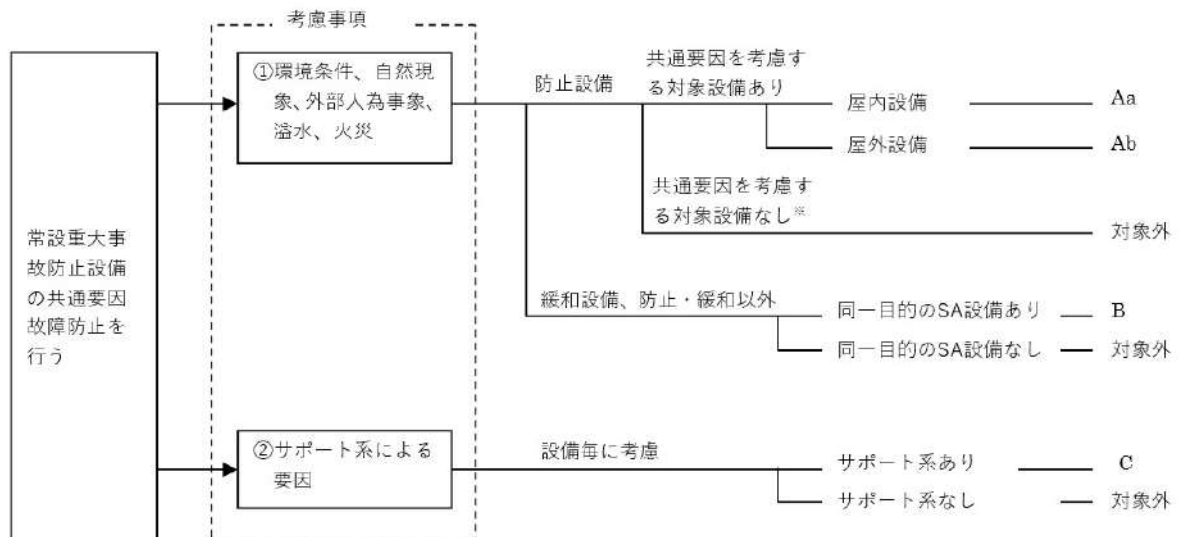 考慮事項
常設重大事
故防止設備
の共通要因
故障防止を
行う
①環境条件、自然現
象、外部人為事象、
溢水、火災
防止設備
共通要因を考慮す
る対象設備あり
屋内設備
Aa
屋外設備
Ab
共通要因を考慮す
る対象設備なし※
対象外
緩和設備、防止・緩和以外
同一目的のSA設備あり
B
同一目的のSA設備なし
対象外
②サポート系による
要因
設備毎に考慮
サポート系あり
C
サポート系なし
対象外